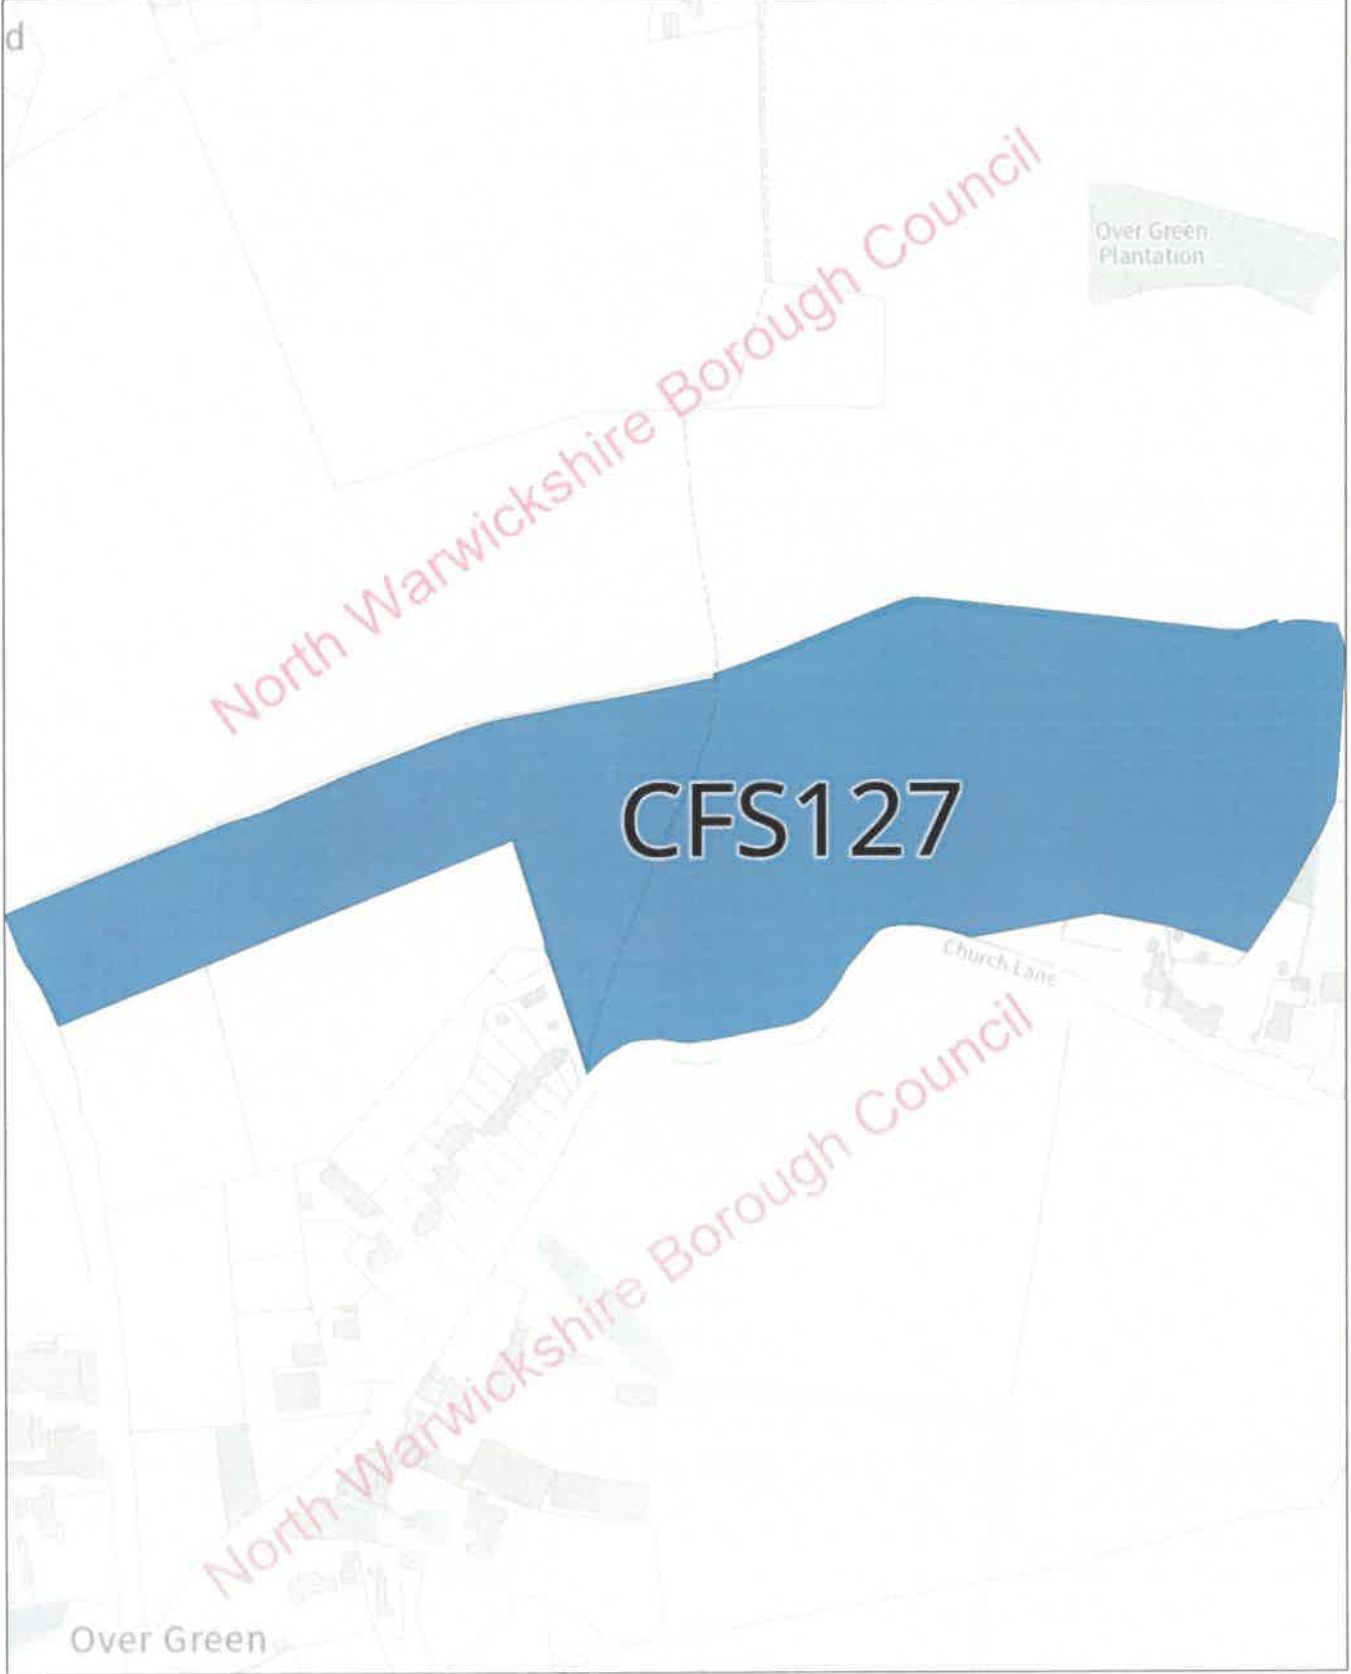 d
North Warwickshire Borough Council
Over Green
Plantation
CFS127
Church Lane
North Warwickshire Borough Council
Over Green